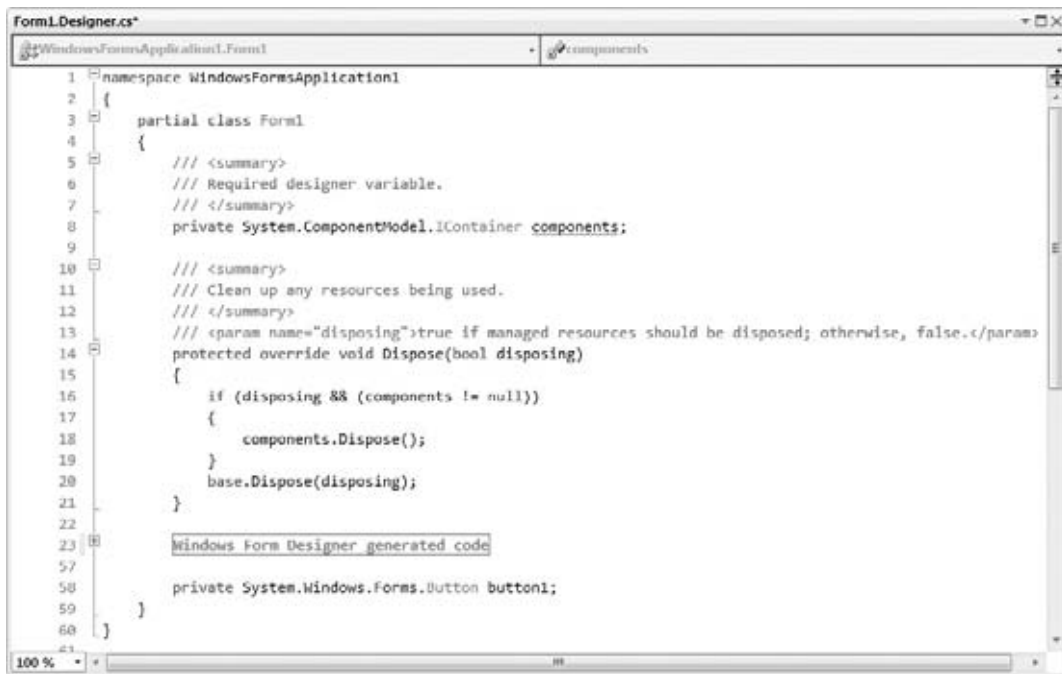 Form1.Designer.cs*
WindowsFormsApplication1.Form1 components
1 namespace WindowsFormsApplication1
2 {
3 partial class Form1
4 {
5 /// <summary>
6 /// Required designer variable.
7 /// </summary>
8 private System.ComponentModel.IContainer components;
9
10 /// <summary>
11 /// Clean up any resources being used.
12 /// </summary>
13 /// <param name="disposing">true if managed resources should be disposed; otherwise, false.</param>
14 protected override void Dispose(bool disposing)
15 {
16 if (disposing && (components != null))
17 {
18 components.Dispose();
19 }
20 base.Dispose(disposing);
21 }
22
23 Windows Form Designer generated code
57
58 private System.Windows.Forms.Button button1;
59 }
60 }
61
100 %